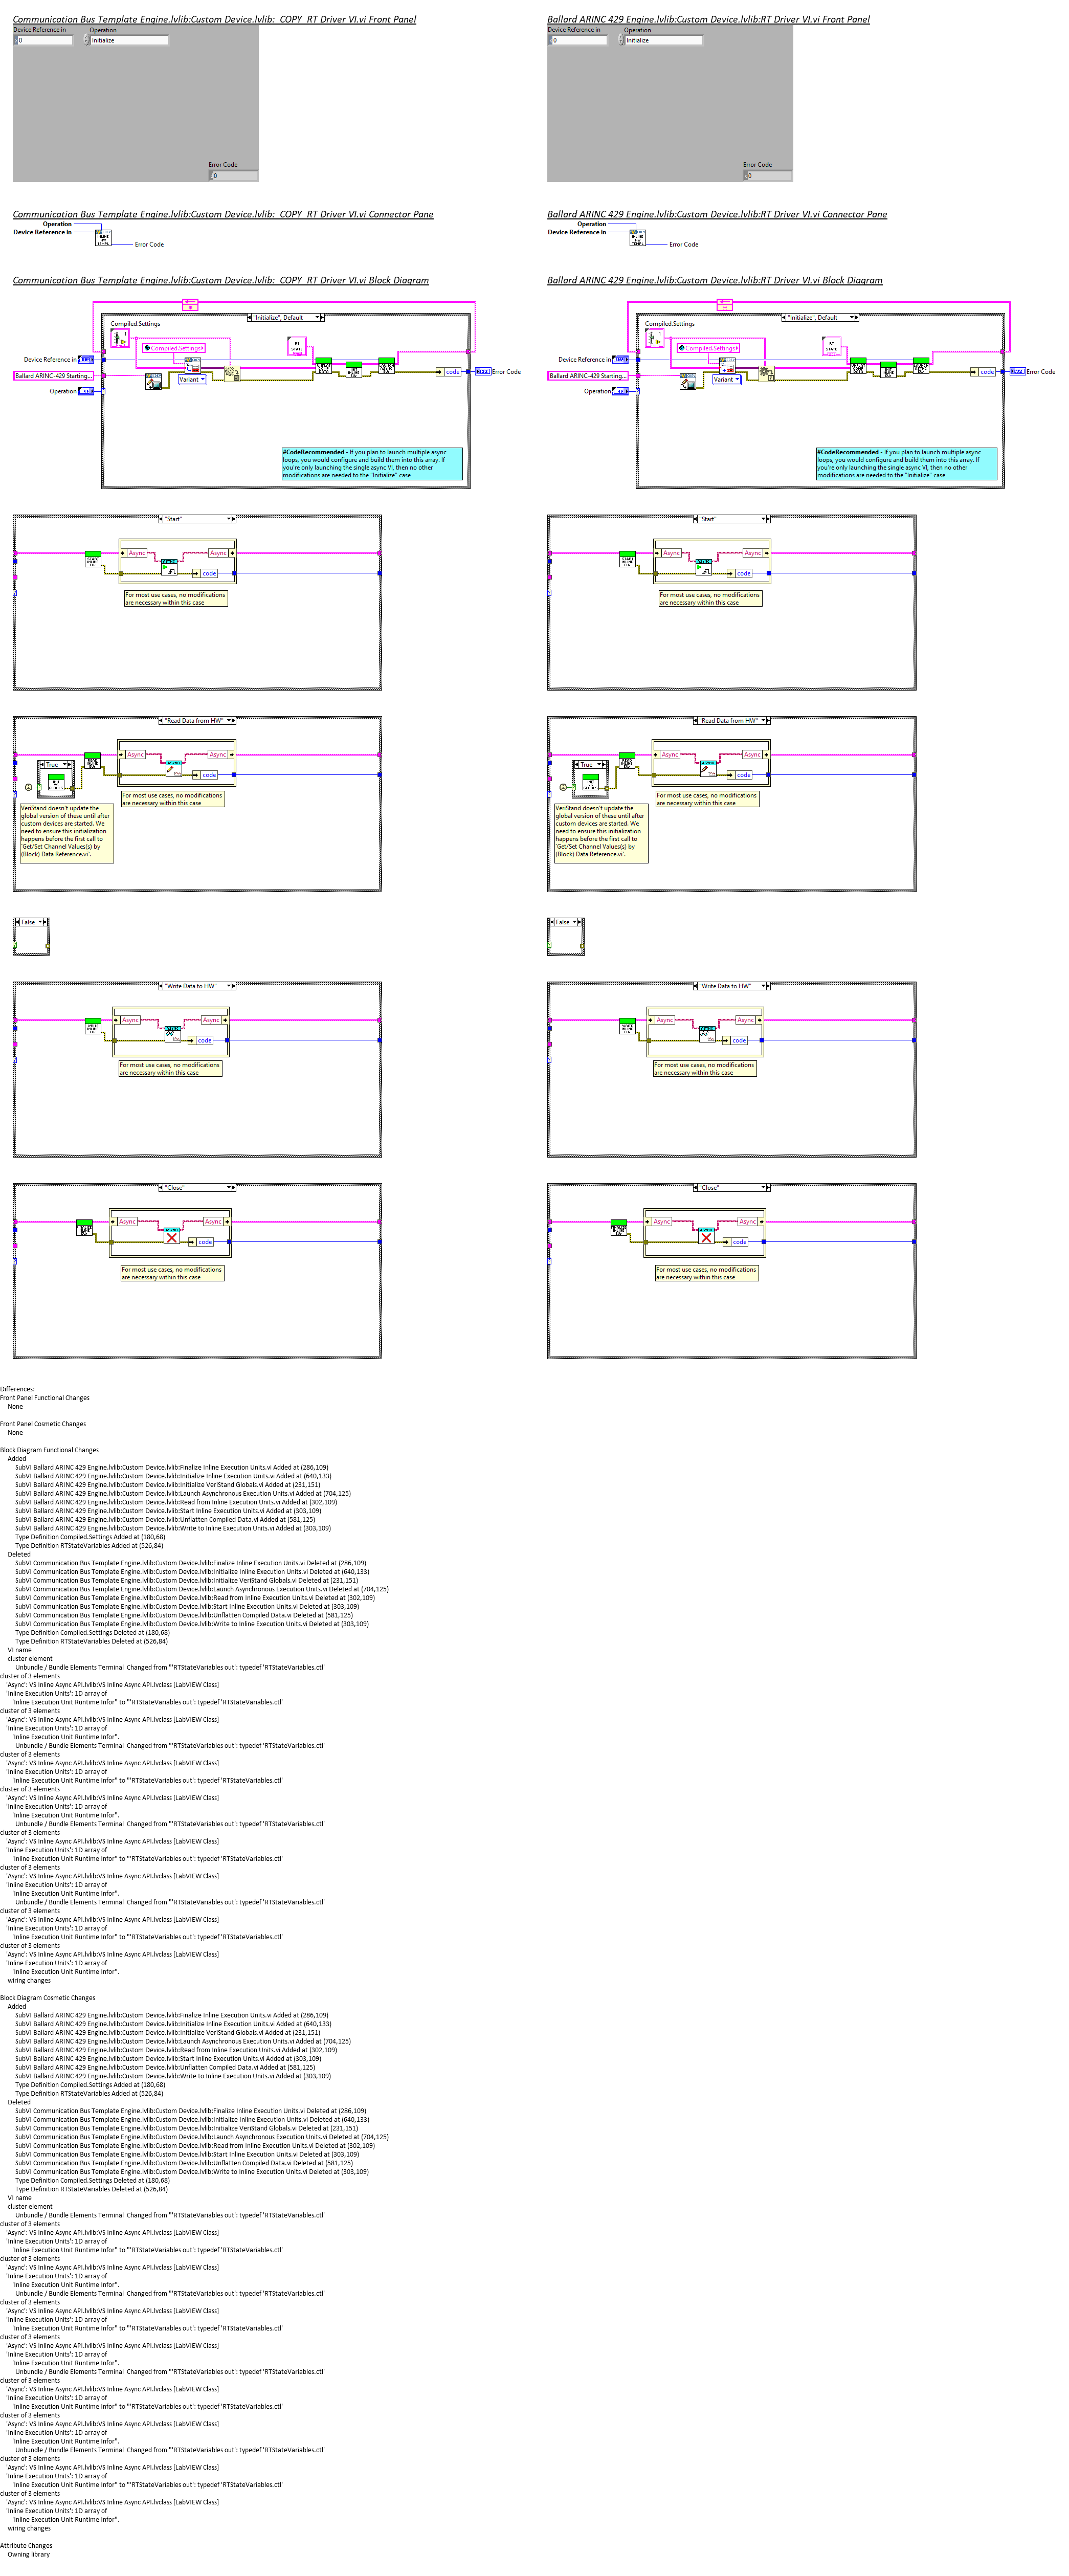 Communication Bus Template Engine.lvlib:Custom Device.lvlib:_COPY_RT Driver VI.vi Front Panel
Device Reference in
Operation
0
Initialize
Error Code
0
Ballard ARINC 429 Engine.lvlib:Custom Device.lvlib:RT Driver VI.vi Front Panel
Device Reference in
Operation
0
Initialize
Error Code
0
Communication Bus Template Engine.lvlib:Custom Device.lvlib:_COPY_RT Driver VI.vi Connector Pane
Operation
Device Reference in
Error Code
Ballard ARINC 429 Engine.lvlib:Custom Device.lvlib:RT Driver VI.vi Connector Pane
Operation
Device Reference in
Error Code
Communication Bus Template Engine.lvlib:Custom Device.lvlib:_COPY_RT Driver VI.vi Block Diagram
"Initialize", Default
Compiled.Settings
Compiled.Settings
RT
STATE
Device Reference in
Ballard ARINC-429 Starting...
Variant
Operation
code
Error Code
#CodeRecommended - If you plan to launch multiple async
loops, you would configure and build them into this array. If
you're only launching the single async VI, then no other
modifications are needed to the "Initialize" case
Ballard ARINC 429 Engine.lvlib:Custom Device.lvlib:RT Driver VI.vi Block Diagram
"Initialize", Default
Compiled.Settings
Compiled.Settings
RT
STATE
Device Reference in
Ballard ARINC-429 Starting...
Variant
Operation
code
Error Code
#CodeRecommended - If you plan to launch multiple async
loops, you would configure and build them into this array. If
you're only launching the single async VI, then no other
modifications are needed to the "Initialize" case
"Start"
Async
Async
code
For most use cases, no modifications
are necessary within this case
"Start"
Async
Async
code
For most use cases, no modifications
are necessary within this case
"Read Data from HW"
True
Async
Async
code
For most use cases, no modifications
are necessary within this case
VeriStand doesn't update the
global version of these until after
custom devices are started. We
need to ensure this initialization
happens before the first call to
'Get/Set Channel Values(s) by
(Block) Data Reference.vi'.
"Read Data from HW"
True
Async
Async
code
For most use cases, no modifications
are necessary within this case
VeriStand doesn't update the
global version of these until after
custom devices are started. We
need to ensure this initialization
happens before the first call to
'Get/Set Channel Values(s) by
(Block) Data Reference.vi'.
False
False
"Write Data to HW"
Async
Async
code
For most use cases, no modifications
are necessary within this case
"Write Data to HW"
Async
Async
code
For most use cases, no modifications
are necessary within this case
"Close"
Async
Async
code
For most use cases, no modifications
are necessary within this case
"Close"
Async
Async
code
For most use cases, no modifications
are necessary within this case
Differences:
Front Panel Functional Changes
None
Front Panel Cosmetic Changes
None
Block Diagram Functional Changes
Added
SubVI Ballard ARINC 429 Engine.lvlib:Custom Device.lvlib:Finalize Inline Execution Units.vi Added at (286,109)
SubVI Ballard ARINC 429 Engine.lvlib:Custom Device.lvlib:Initialize Inline Execution Units.vi Added at (640,133)
SubVI Ballard ARINC 429 Engine.lvlib:Custom Device.lvlib:Initialize VeriStand Globals.vi Added at (231,151)
SubVI Ballard ARINC 429 Engine.lvlib:Custom Device.lvlib:Launch Asynchronous Execution Units.vi Added at (704,125)
SubVI Ballard ARINC 429 Engine.lvlib:Custom Device.lvlib:Read from Inline Execution Units.vi Added at (302,109)
SubVI Ballard ARINC 429 Engine.lvlib:Custom Device.lvlib:Start Inline Execution Units.vi Added at (303,109)
SubVI Ballard ARINC 429 Engine.lvlib:Custom Device.lvlib:Unflatten Compiled Data.vi Added at (581,125)
SubVI Ballard ARINC 429 Engine.lvlib:Custom Device.lvlib:Write to Inline Execution Units.vi Added at (303,109)
Type Definition Compiled.Settings Added at (180,68)
Type Definition RTStateVariables Added at (526,84)
Deleted
SubVI Communication Bus Template Engine.lvlib:Custom Device.lvlib:Finalize Inline Execution Units.vi Deleted at (286,109)
SubVI Communication Bus Template Engine.lvlib:Custom Device.lvlib:Initialize Inline Execution Units.vi Deleted at (640,133)
SubVI Communication Bus Template Engine.lvlib:Custom Device.lvlib:Initialize VeriStand Globals.vi Deleted at (231,151)
SubVI Communication Bus Template Engine.lvlib:Custom Device.lvlib:Launch Asynchronous Execution Units.vi Deleted at (704,125)
SubVI Communication Bus Template Engine.lvlib:Custom Device.lvlib:Read from Inline Execution Units.vi Deleted at (302,109)
SubVI Communication Bus Template Engine.lvlib:Custom Device.lvlib:Start Inline Execution Units.vi Deleted at (303,109)
SubVI Communication Bus Template Engine.lvlib:Custom Device.lvlib:Unflatten Compiled Data.vi Deleted at (581,125)
SubVI Communication Bus Template Engine.lvlib:Custom Device.lvlib:Write to Inline Execution Units.vi Deleted at (303,109)
Type Definition Compiled.Settings Deleted at (180,68)
Type Definition RTStateVariables Deleted at (526,84)
VI name
cluster element
Unbundle / Bundle Elements Terminal Changed from "'RTStateVariables out': typedef 'RTStateVariables.ctl'
cluster of 3 elements
'Async': VS Inline Async API.lvlib:VS Inline Async API.lvclass [LabVIEW Class]
'Inline Execution Units': 1D array of
'Inline Execution Unit Runtime Infor" to "'RTStateVariables out': typedef 'RTStateVariables.ctl'
cluster of 3 elements
'Async': VS Inline Async API.lvlib:VS Inline Async API.lvclass [LabVIEW Class]
'Inline Execution Units': 1D array of
'Inline Execution Unit Runtime Infor".
Unbundle / Bundle Elements Terminal Changed from "'RTStateVariables out': typedef 'RTStateVariables.ctl'
cluster of 3 elements
'Async': VS Inline Async API.lvlib:VS Inline Async API.lvclass [LabVIEW Class]
'Inline Execution Units': 1D array of
'Inline Execution Unit Runtime Infor" to "'RTStateVariables out': typedef 'RTStateVariables.ctl'
cluster of 3 elements
'Async': VS Inline Async API.lvlib:VS Inline Async API.lvclass [LabVIEW Class]
'Inline Execution Units': 1D array of
'Inline Execution Unit Runtime Infor".
Unbundle / Bundle Elements Terminal Changed from "'RTStateVariables out': typedef 'RTStateVariables.ctl'
cluster of 3 elements
'Async': VS Inline Async API.lvlib:VS Inline Async API.lvclass [LabVIEW Class]
'Inline Execution Units': 1D array of
'Inline Execution Unit Runtime Infor" to "'RTStateVariables out': typedef 'RTStateVariables.ctl'
cluster of 3 elements
'Async': VS Inline Async API.lvlib:VS Inline Async API.lvclass [LabVIEW Class]
'Inline Execution Units': 1D array of
'Inline Execution Unit Runtime Infor".
Unbundle / Bundle Elements Terminal Changed from "'RTStateVariables out': typedef 'RTStateVariables.ctl'
cluster of 3 elements
'Async': VS Inline Async API.lvlib:VS Inline Async API.lvclass [LabVIEW Class]
'Inline Execution Units': 1D array of
'Inline Execution Unit Runtime Infor" to "'RTStateVariables out': typedef 'RTStateVariables.ctl'
cluster of 3 elements
'Async': VS Inline Async API.lvlib:VS Inline Async API.lvclass [LabVIEW Class]
'Inline Execution Units': 1D array of
'Inline Execution Unit Runtime Infor".
wiring changes
Block Diagram Cosmetic Changes
Added
SubVI Ballard ARINC 429 Engine.lvlib:Custom Device.lvlib:Finalize Inline Execution Units.vi Added at (286,109)
SubVI Ballard ARINC 429 Engine.lvlib:Custom Device.lvlib:Initialize Inline Execution Units.vi Added at (640,133)
SubVI Ballard ARINC 429 Engine.lvlib:Custom Device.lvlib:Initialize VeriStand Globals.vi Added at (231,151)
SubVI Ballard ARINC 429 Engine.lvlib:Custom Device.lvlib:Launch Asynchronous Execution Units.vi Added at (704,125)
SubVI Ballard ARINC 429 Engine.lvlib:Custom Device.lvlib:Read from Inline Execution Units.vi Added at (302,109)
SubVI Ballard ARINC 429 Engine.lvlib:Custom Device.lvlib:Start Inline Execution Units.vi Added at (303,109)
SubVI Ballard ARINC 429 Engine.lvlib:Custom Device.lvlib:Unflatten Compiled Data.vi Added at (581,125)
SubVI Ballard ARINC 429 Engine.lvlib:Custom Device.lvlib:Write to Inline Execution Units.vi Added at (303,109)
Type Definition Compiled.Settings Added at (180,68)
Type Definition RTStateVariables Added at (526,84)
Deleted
SubVI Communication Bus Template Engine.lvlib:Custom Device.lvlib:Finalize Inline Execution Units.vi Deleted at (286,109)
SubVI Communication Bus Template Engine.lvlib:Custom Device.lvlib:Initialize Inline Execution Units.vi Deleted at (640,133)
SubVI Communication Bus Template Engine.lvlib:Custom Device.lvlib:Initialize VeriStand Globals.vi Deleted at (231,151)
SubVI Communication Bus Template Engine.lvlib:Custom Device.lvlib:Launch Asynchronous Execution Units.vi Deleted at (704,125)
SubVI Communication Bus Template Engine.lvlib:Custom Device.lvlib:Read from Inline Execution Units.vi Deleted at (302,109)
SubVI Communication Bus Template Engine.lvlib:Custom Device.lvlib:Start Inline Execution Units.vi Deleted at (303,109)
SubVI Communication Bus Template Engine.lvlib:Custom Device.lvlib:Unflatten Compiled Data.vi Deleted at (581,125)
SubVI Communication Bus Template Engine.lvlib:Custom Device.lvlib:Write to Inline Execution Units.vi Deleted at (303,109)
Type Definition Compiled.Settings Deleted at (180,68)
Type Definition RTStateVariables Deleted at (526,84)
VI name
cluster element
Unbundle / Bundle Elements Terminal Changed from "'RTStateVariables out': typedef 'RTStateVariables.ctl'
cluster of 3 elements
'Async': VS Inline Async API.lvlib:VS Inline Async API.lvclass [LabVIEW Class]
'Inline Execution Units': 1D array of
'Inline Execution Unit Runtime Infor" to "'RTStateVariables out': typedef 'RTStateVariables.ctl'
cluster of 3 elements
'Async': VS Inline Async API.lvlib:VS Inline Async API.lvclass [LabVIEW Class]
'Inline Execution Units': 1D array of
'Inline Execution Unit Runtime Infor".
Unbundle / Bundle Elements Terminal Changed from "'RTStateVariables out': typedef 'RTStateVariables.ctl'
cluster of 3 elements
'Async': VS Inline Async API.lvlib:VS Inline Async API.lvclass [LabVIEW Class]
'Inline Execution Units': 1D array of
'Inline Execution Unit Runtime Infor" to "'RTStateVariables out': typedef 'RTStateVariables.ctl'
cluster of 3 elements
'Async': VS Inline Async API.lvlib:VS Inline Async API.lvclass [LabVIEW Class]
'Inline Execution Units': 1D array of
'Inline Execution Unit Runtime Infor".
Unbundle / Bundle Elements Terminal Changed from "'RTStateVariables out': typedef 'RTStateVariables.ctl'
cluster of 3 elements
'Async': VS Inline Async API.lvlib:VS Inline Async API.lvclass [LabVIEW Class]
'Inline Execution Units': 1D array of
'Inline Execution Unit Runtime Infor" to "'RTStateVariables out': typedef 'RTStateVariables.ctl'
cluster of 3 elements
'Async': VS Inline Async API.lvlib:VS Inline Async API.lvclass [LabVIEW Class]
'Inline Execution Units': 1D array of
'Inline Execution Unit Runtime Infor".
Unbundle / Bundle Elements Terminal Changed from "'RTStateVariables out': typedef 'RTStateVariables.ctl'
cluster of 3 elements
'Async': VS Inline Async API.lvlib:VS Inline Async API.lvclass [LabVIEW Class]
'Inline Execution Units': 1D array of
'Inline Execution Unit Runtime Infor" to "'RTStateVariables out': typedef 'RTStateVariables.ctl'
cluster of 3 elements
'Async': VS Inline Async API.lvlib:VS Inline Async API.lvclass [LabVIEW Class]
'Inline Execution Units': 1D array of
'Inline Execution Unit Runtime Infor".
wiring changes
Attribute Changes
Owning library